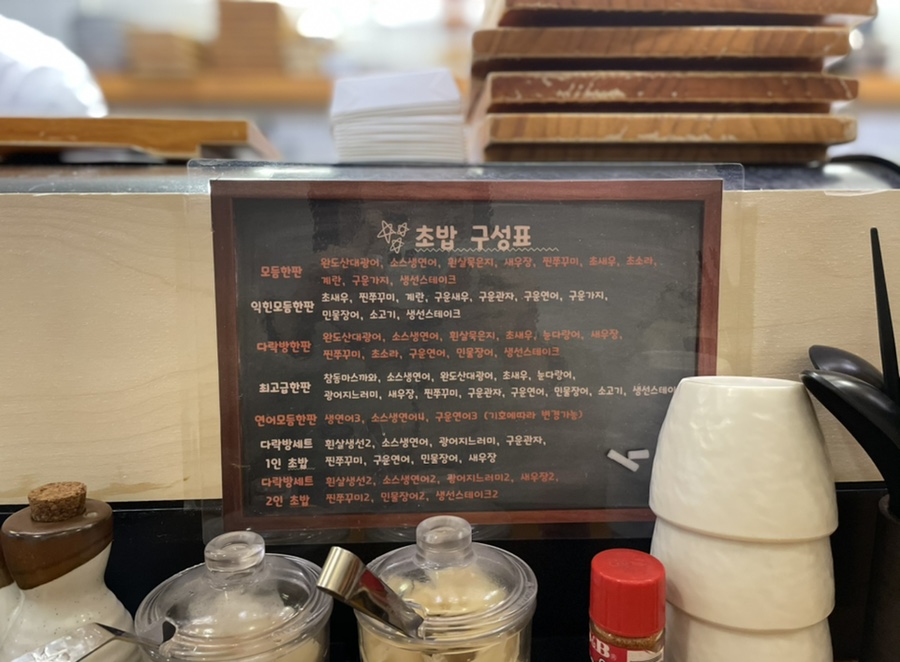 초밥 구성표
모듬한판 완도산대광어, 소스생연어, 흰살묵은지, 새우장, 찐쭈꾸미, 초새우, 초소라,
계란, 구운가지, 생선스테이크
익힌모듬한판 초새우, 찐쭈꾸미, 계란, 구운새우, 구운관자, 구운연어, 구운가지,
민물장어, 소고기, 생선스테이크
다락방한판 완도산대광어, 소스생연어, 흰살묵은지, 초새우, 눈다랑어, 새우장,
찐쭈꾸미, 초소라, 구운연어, 민물장어, 생선스테이크
최고급한판 참돔마스까와, 소스생연어, 완도산대광어, 초새우, 눈다랑어,
광어지느러미, 새우장, 찐쭈꾸미, 구운관자, 구운연어, 민물장어, 소고기, 생선스테이
연어모듬한판 생연어3, 소스생연어4, 구운연어3 (기호에따라 변경가능)
다락방세트 흰살생선2, 소스생연어, 광어지느러미, 구운관자,
1인 초밥 찐쭈꾸미, 구운연어, 민물장어, 새우장
다락방세트 흰살생선2, 소스생연어2, 광어지느러미2, 새우장2,
2인 초밥 찐쭈꾸미2, 민물장어2, 생선스테이크2